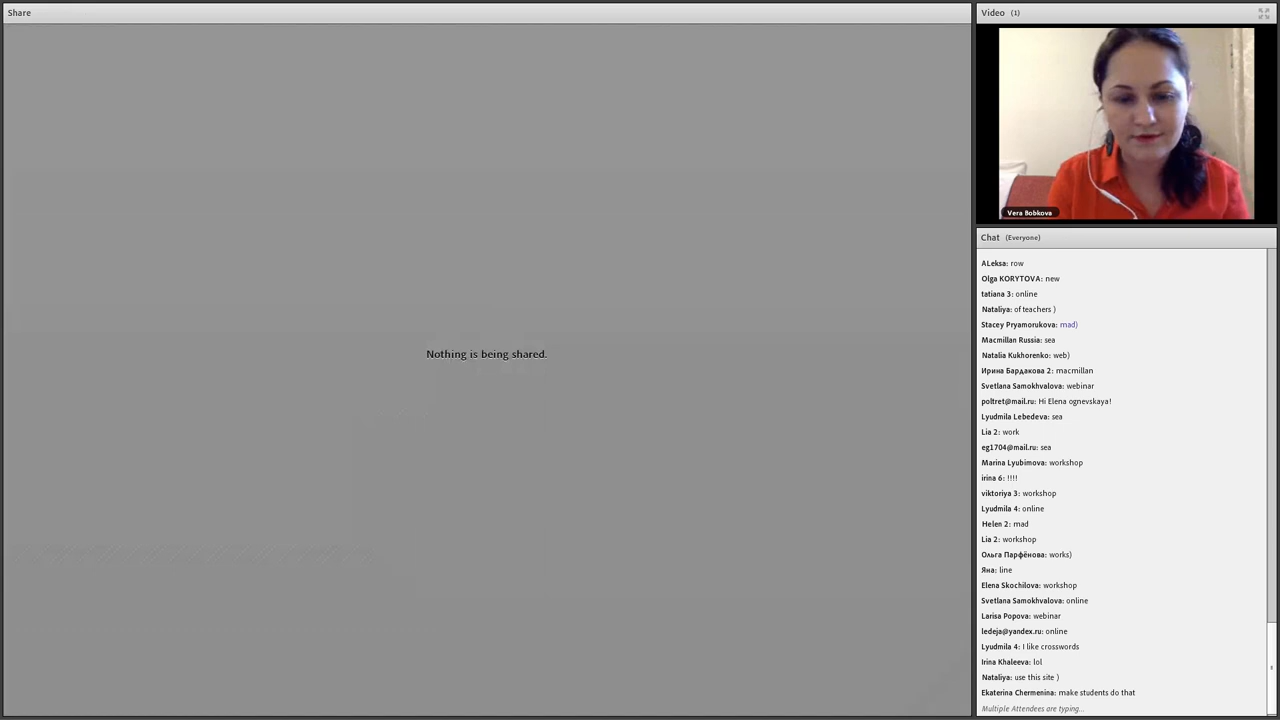 Share
Nothing is being shared.
Video (1)
Vera Bobkova
Chat (Everyone)
ALeksa: row
Olga KORYTOVA: new
tatiana 3: online
Nataliya: of teachers )
Stacey Pryamorukova: mad)
Macmillan Russia: sea
Natalia Kukhorenko: web)
Ирина Бардакова 2: macmillan
Svetlana Samokhvalova: webinar
poltret@mail.ru: Hi Elena ognevskaya!
Lyudmila Lebedeva: sea
Lia 2: work
eg1704@mail.ru: sea
Marina Lyubimova: workshop
irina 6: !!!!
viktoriya 3: workshop
Lyudmila 4: online
Helen 2: mad
Lia 2: workshop
Ольга Парфёнова: works)
Яна: line
Elena Skochilova: workshop
Svetlana Samokhvalova: online
Larisa Popova: webinar
ledeja@yandex.ru: online
Lyudmila 4: I like crosswords
Irina Khaleeva: lol
Nataliya: use this site )
Ekaterina Chermenina: make students do that
Multiple Attendees are typing...